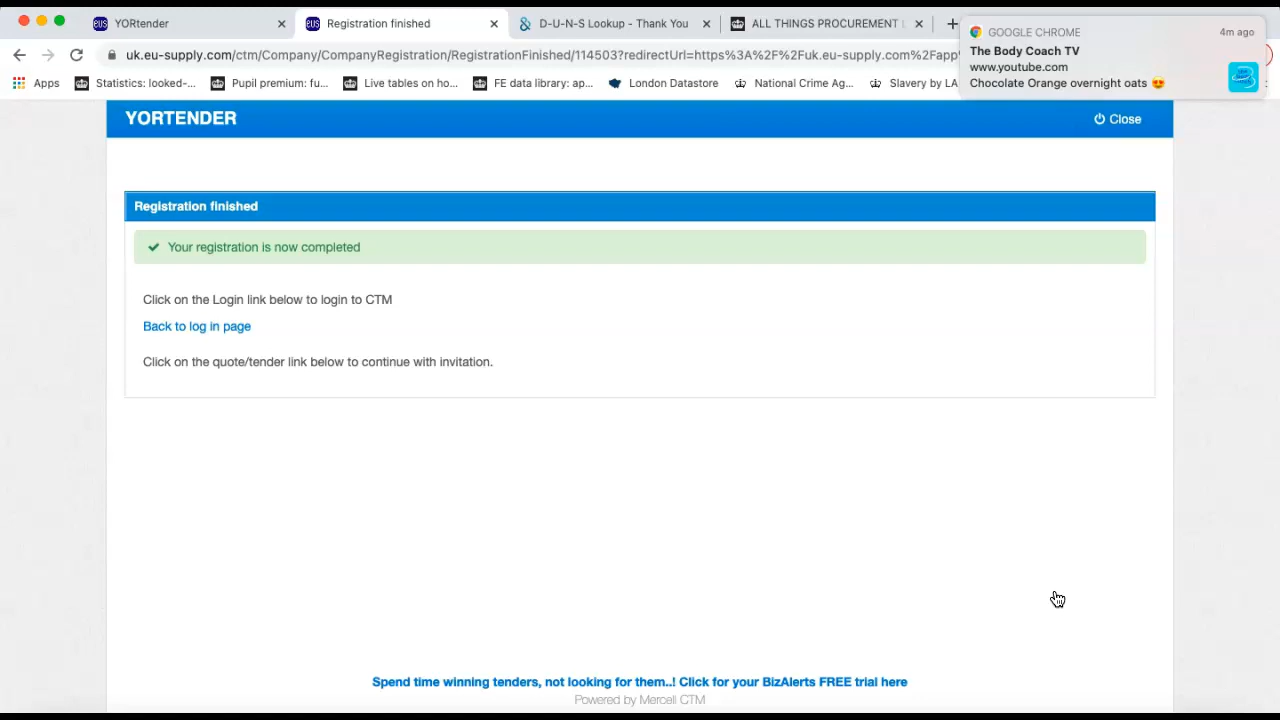 YORtender
Registration finished
D-U-N-S Lookup - Thank You
ALL THINGS PROCUREMENT
GOOGLE CHROME
4m ago
The Body Coach TV
www.youtube.com
Chocolate Orange overnight oats 😍
uk.eu-supply.com/ctm/Company/CompanyRegistration/RegistrationFinished/114503?redirectUrl=https%3A%2F%2Fuk.eu-supply.com%2Fapp
Apps
Statistics: looked-...
Pupil premium: fu...
Live tables on ho...
FE data library: ap...
London Datastore
National Crime Ag...
Slavery by LA
YORTENDER
Close
Registration finished
Your registration is now completed
Click on the Login link below to login to CTM
Back to log in page
Click on the quote/tender link below to continue with invitation.
Spend time winning tenders, not looking for them..! Click for your BizAlerts FREE trial here
Powered by Mercell CTM